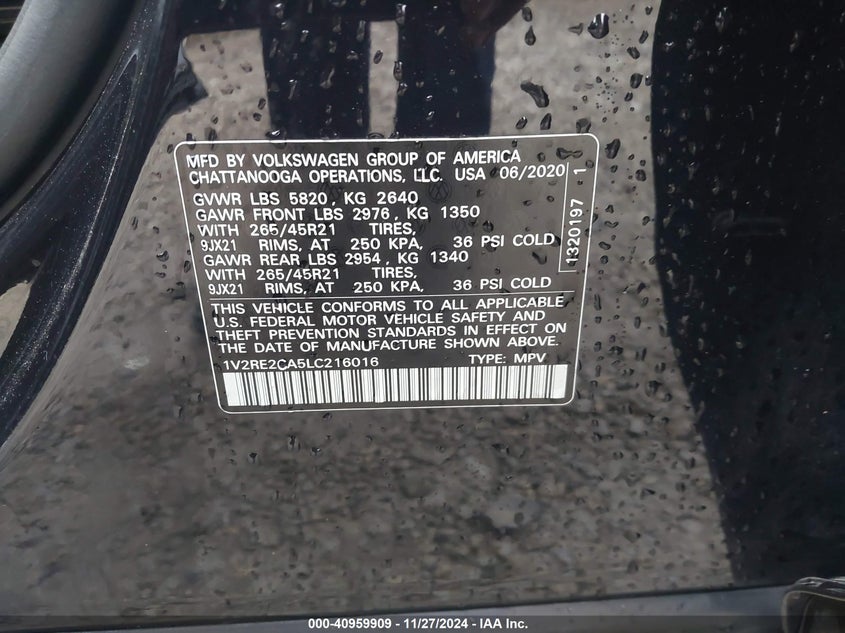 MFD BY VOLKSWAGEN GROUP OF AMERICA
CHATTANOOGA OPERATIONS, LLC. USA 06/2020
GVWR LBS 5820, KG 2640
GAWR FRONT LBS 2976, KG 1350
WITH 265/45R21 TIRES,
9JX21 RIMS, AT 250 KPA, 36 PSI COLD
GAWR REAR LBS 2954, KG 1340
WITH 265/45R21 TIRES,
9JX21 RIMS, AT 250 KPA, 36 PSI COLD
THIS VEHICLE CONFORMS TO ALL APPLICABLE
U.S. FEDERAL MOTOR VEHICLE SAFETY AND
THEFT PREVENTION STANDARDS IN EFFECT ON
THE DATE OF MANUFACTURE SHOWN ABOVE.
1V2RE2CA5LC216016 TYPE: MPV
1320197 1
000-40959909 - 11/27/2024 - IAA Inc.